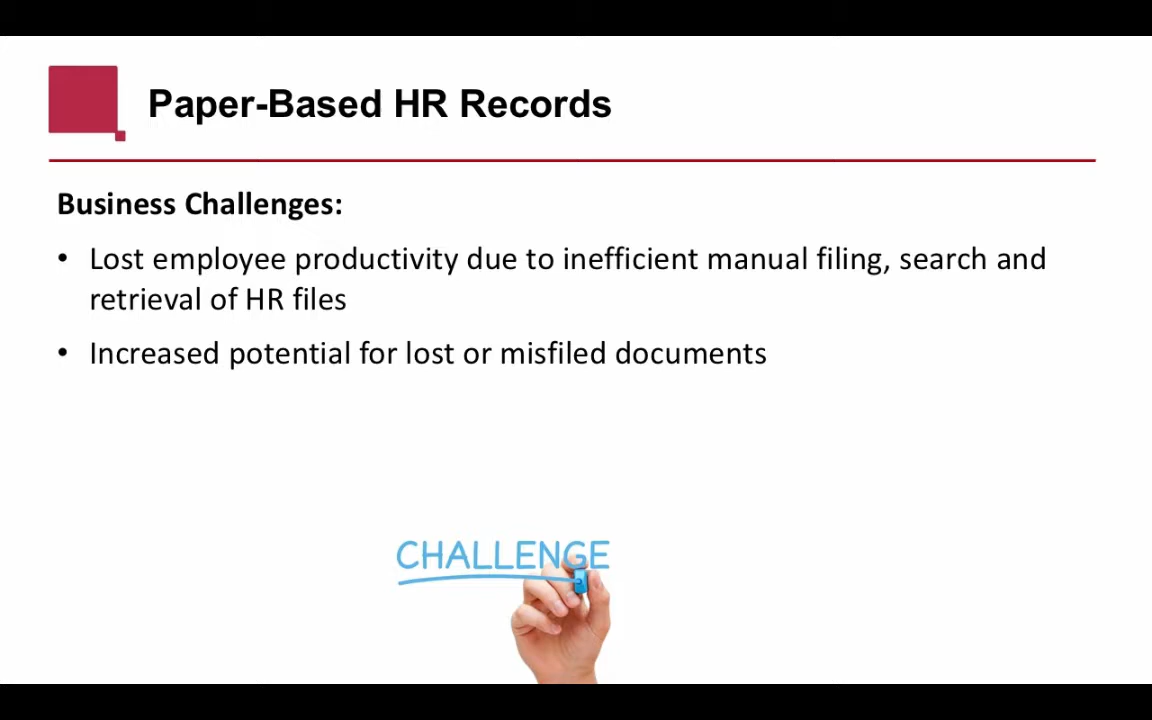 Paper-Based HR Records
Business Challenges:
• Lost employee productivity due to inefficient manual filing, search and
retrieval of HR files
• Increased potential for lost or misfiled documents
CHALLENGE